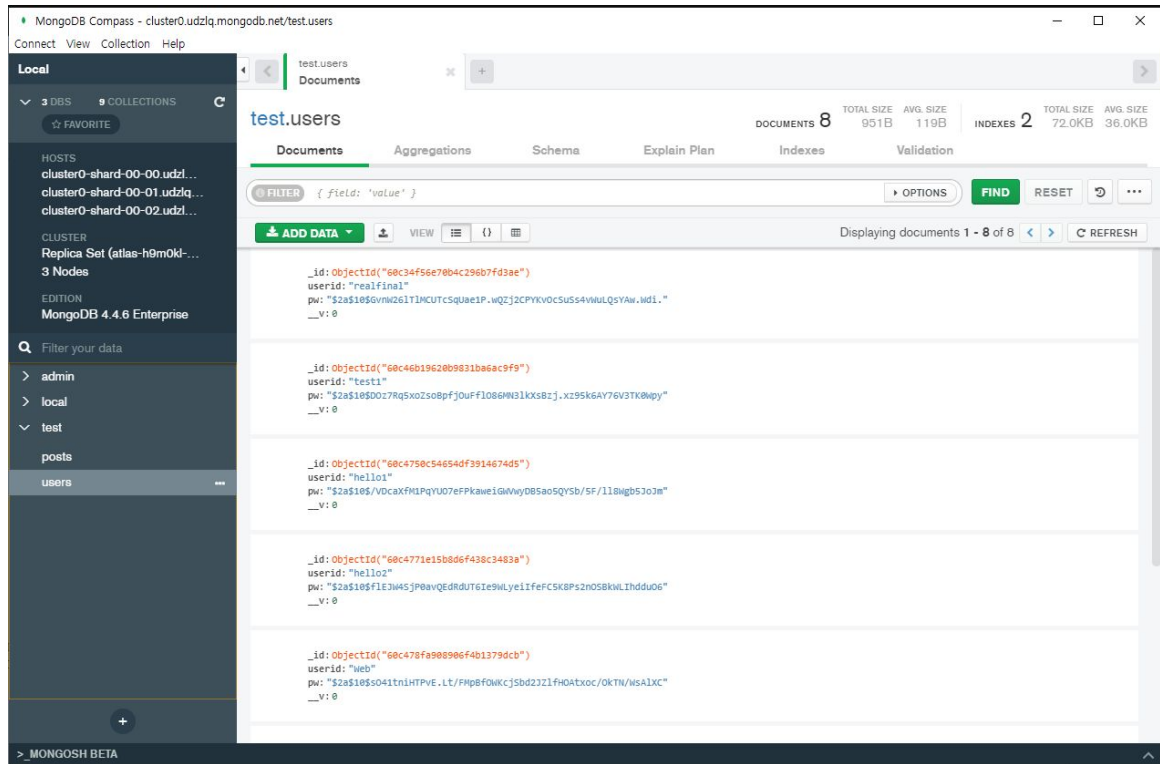 MongoDB Compass - cluster0.udzlq.mongodb.net/test.users
Connect View Collection Help
Local
test.users
Documents
3 DBS 9 COLLECTIONS
FAVORITE
test.users
DOCUMENTS 8 TOTAL SIZE 951B AVG. SIZE 119B INDEXES 2 TOTAL SIZE 72.0KB AVG. SIZE 36.0KB
Documents Aggregations Schema Explain Plan Indexes Validation
HOSTS
cluster0-shard-00-00.udzl...
cluster0-shard-00-01.udzlq...
cluster0-shard-00-02.udzl...
FILTER { field: 'value' } OPTIONS FIND RESET ...
ADD DATA VIEW {} Displaying documents 1 - 8 of 8 REFRESH
CLUSTER
Replica Set (atlas-h9m0kl-...
3 Nodes
EDITION
MongoDB 4.4.6 Enterprise
Filter your data
admin
local
test
posts
users ...
_id: ObjectId("60c34f56e70b4c296b7fd3ae")
userid: "realfinal"
pw:
__v: 0
_id: ObjectId("60c46b19620b9831ba6ac9f9")
userid: "test1"
pw:
__v: 0
_id: ObjectId("60c4750c54654df3914674d5")
userid: "hello1"
pw:
__v: 0
_id: ObjectId("60c4771e15b8d6f438c3483a")
userid: "hello2"
pw:
__v: 0
_id: ObjectId("60c478fa908906f4b1379dcb")
userid: "Web"
pw:
__v: 0
>_MONGOSH BETA